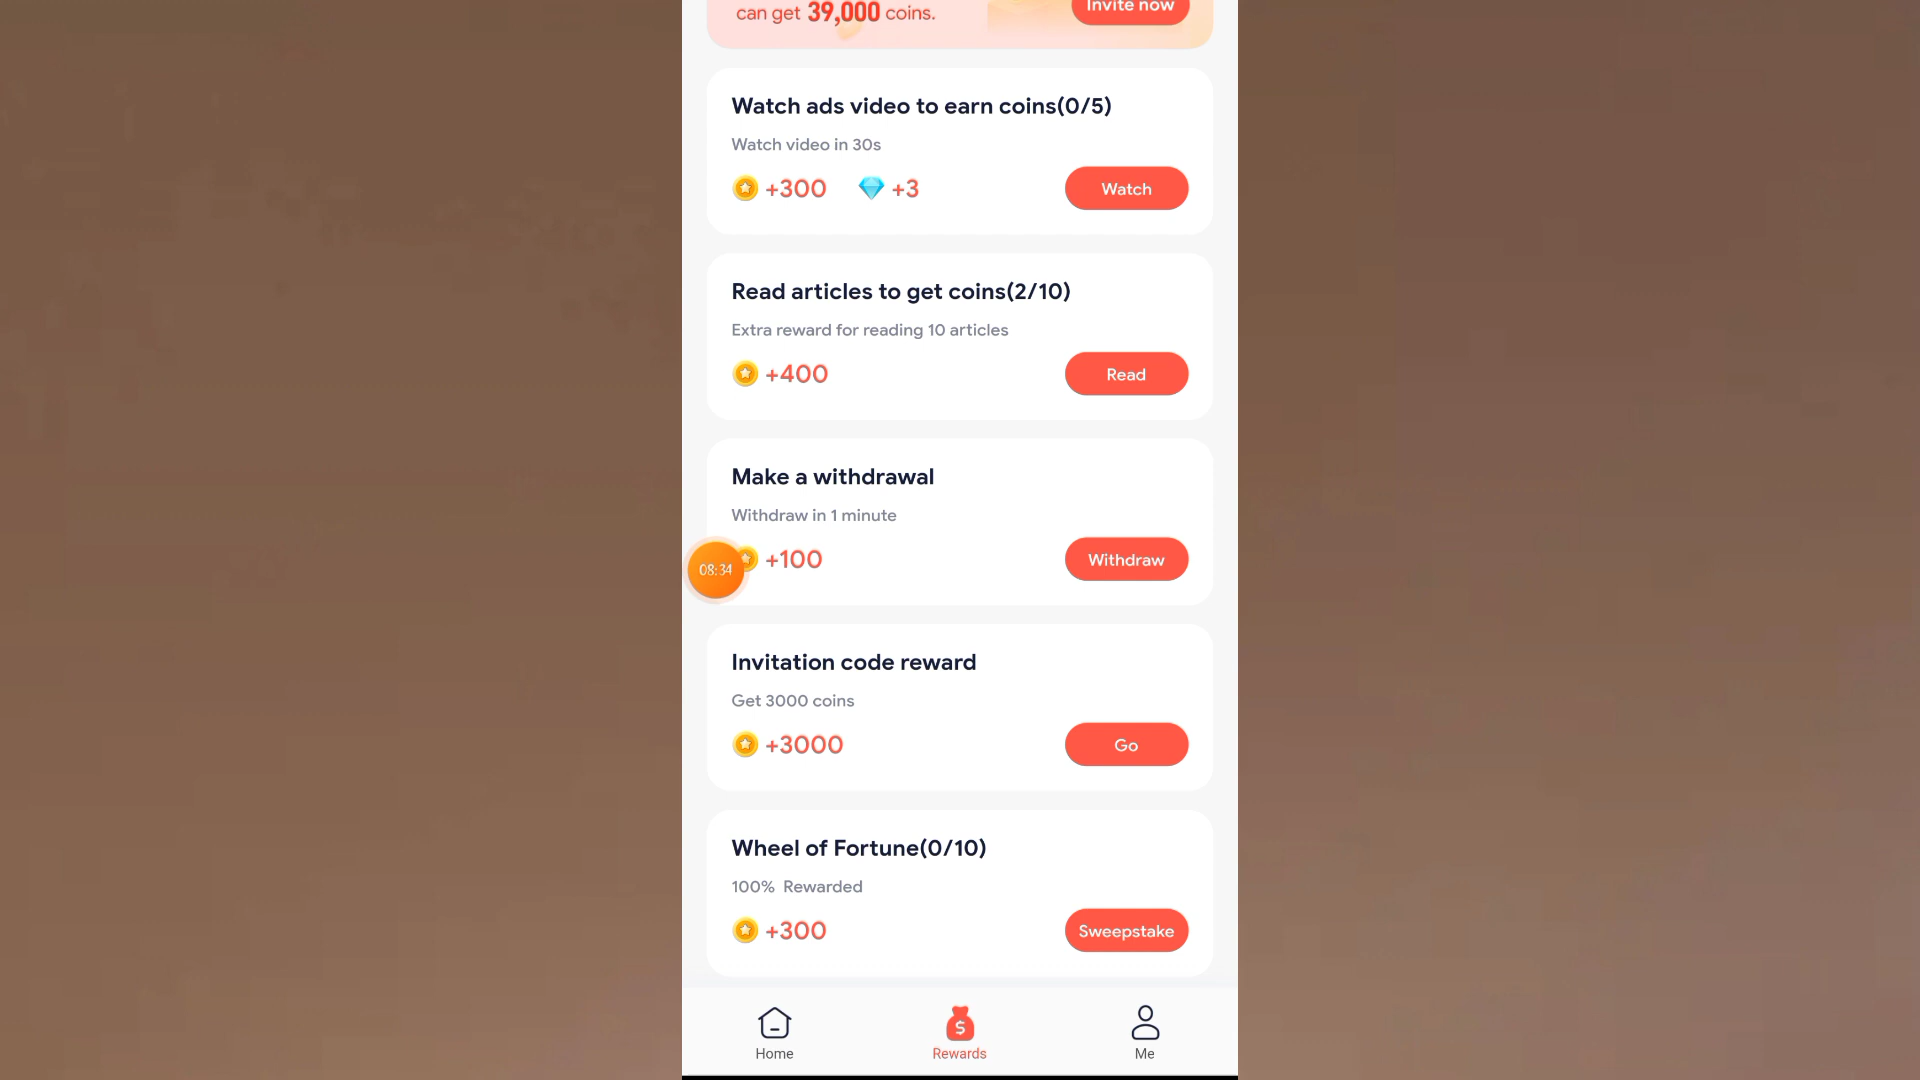 can get 39,000 coins.
Invite now
Watch ads video to earn coins(0/5)
Watch video in 30s
+300 +3
Watch
Read articles to get coins(2/10)
Extra reward for reading 10 articles
+400
Read
Make a withdrawal
Withdraw in 1 minute
08:34
+100
Withdraw
Invitation code reward
Get 3000 coins
+3000
Go
Wheel of Fortune(0/10)
100% Rewarded
+300
Sweepstake
Home
Rewards
Me